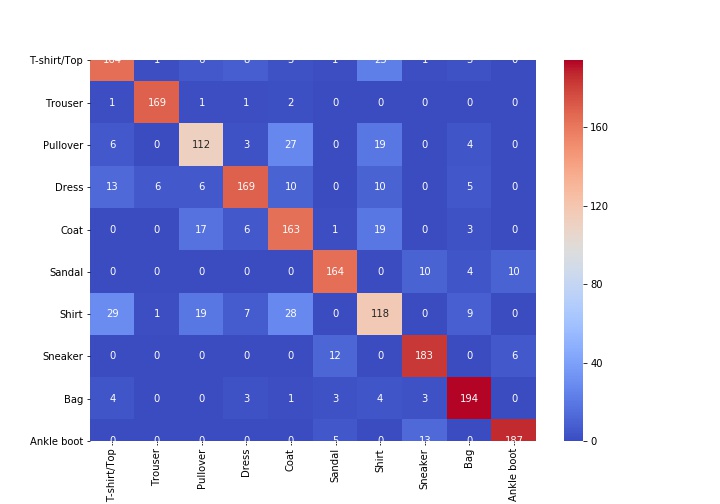 T-shirt/Top 1 1 1
Trouser 1 169 1 1 2 0 0 0 0 0
Pullover 6 0 112 3 27 0 19 0 4 0
Dress 13 6 6 169 10 0 10 0 5 0
Coat 0 0 17 6 163 1 19 0 3 0
Sandal 0 0 0 0 0 164 0 10 4 10
Shirt 29 1 19 7 28 0 118 0 9 0
Sneaker 0 0 0 0 0 12 0 183 0 6
Bag 4 0 0 3 1 3 4 3 194 0
Ankle boot 0 0 0 0 0 5 0 13 0 187
T-shirt/Top
Trouser
Pullover
Dress
Coat
Sandal
Shirt
Sneaker
Bag
Ankle boot
160
120
80
40
0